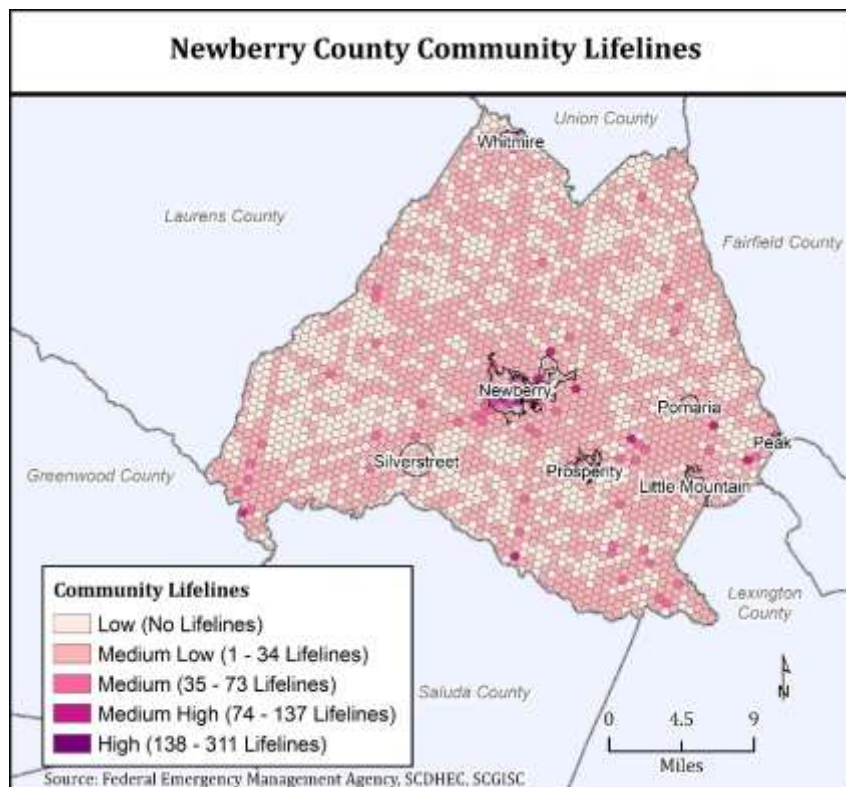 Newberry County Community Lifelines
Union County
Whitmire
Laurens County
Fairfield County
Newberry
Pomaria
Peak
Silverstreet
Prosperity
Greenwood County
Little Mountain
Lexington
County
Community Lifelines
Low (No Lifelines)
Medium Low (1 - 34 Lifelines)
Medium (35 - 73 Lifelines)
Medium High (74 - 137 Lifelines)
High (138 - 311 Lifelines)
Saluda County
N
0 4.5 9
Miles
Source: Federal Emergency Management Agency, SCDHEC, SCGISC